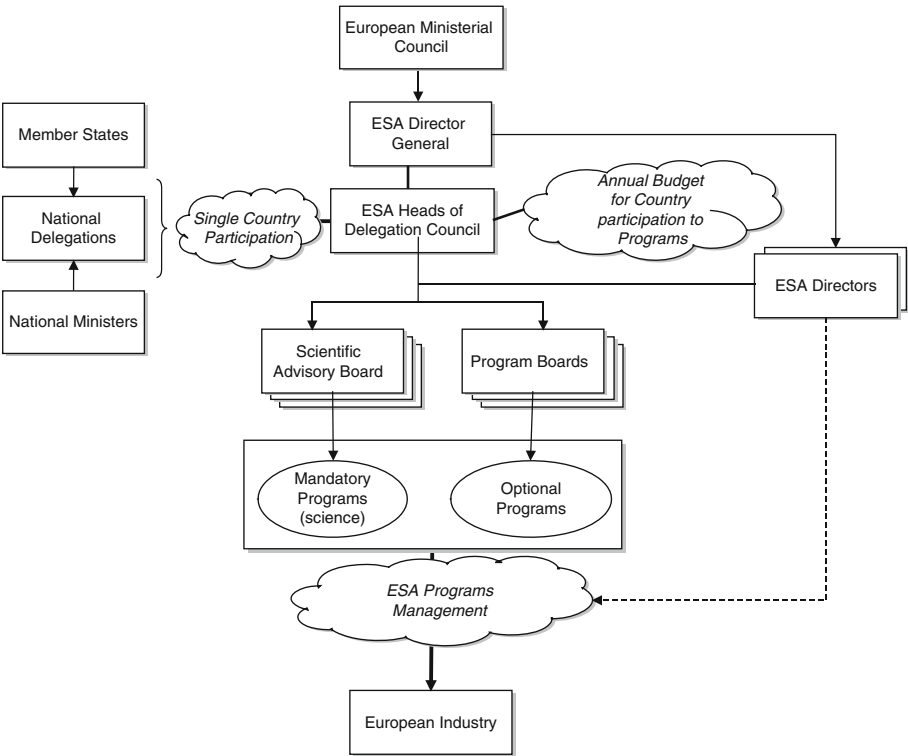 European Ministerial
Council
ESA Director
General
Member States
National
Delegations
National Ministers
Single Country
Participation
ESA Heads of
Delegation Council
Annual Budget
for Country
participation to
Programs
ESA Directors
Scientific
Advisory Board
Program Boards
Mandatory
Programs
(science)
Optional
Programs
ESA Programs
Management
European Industry